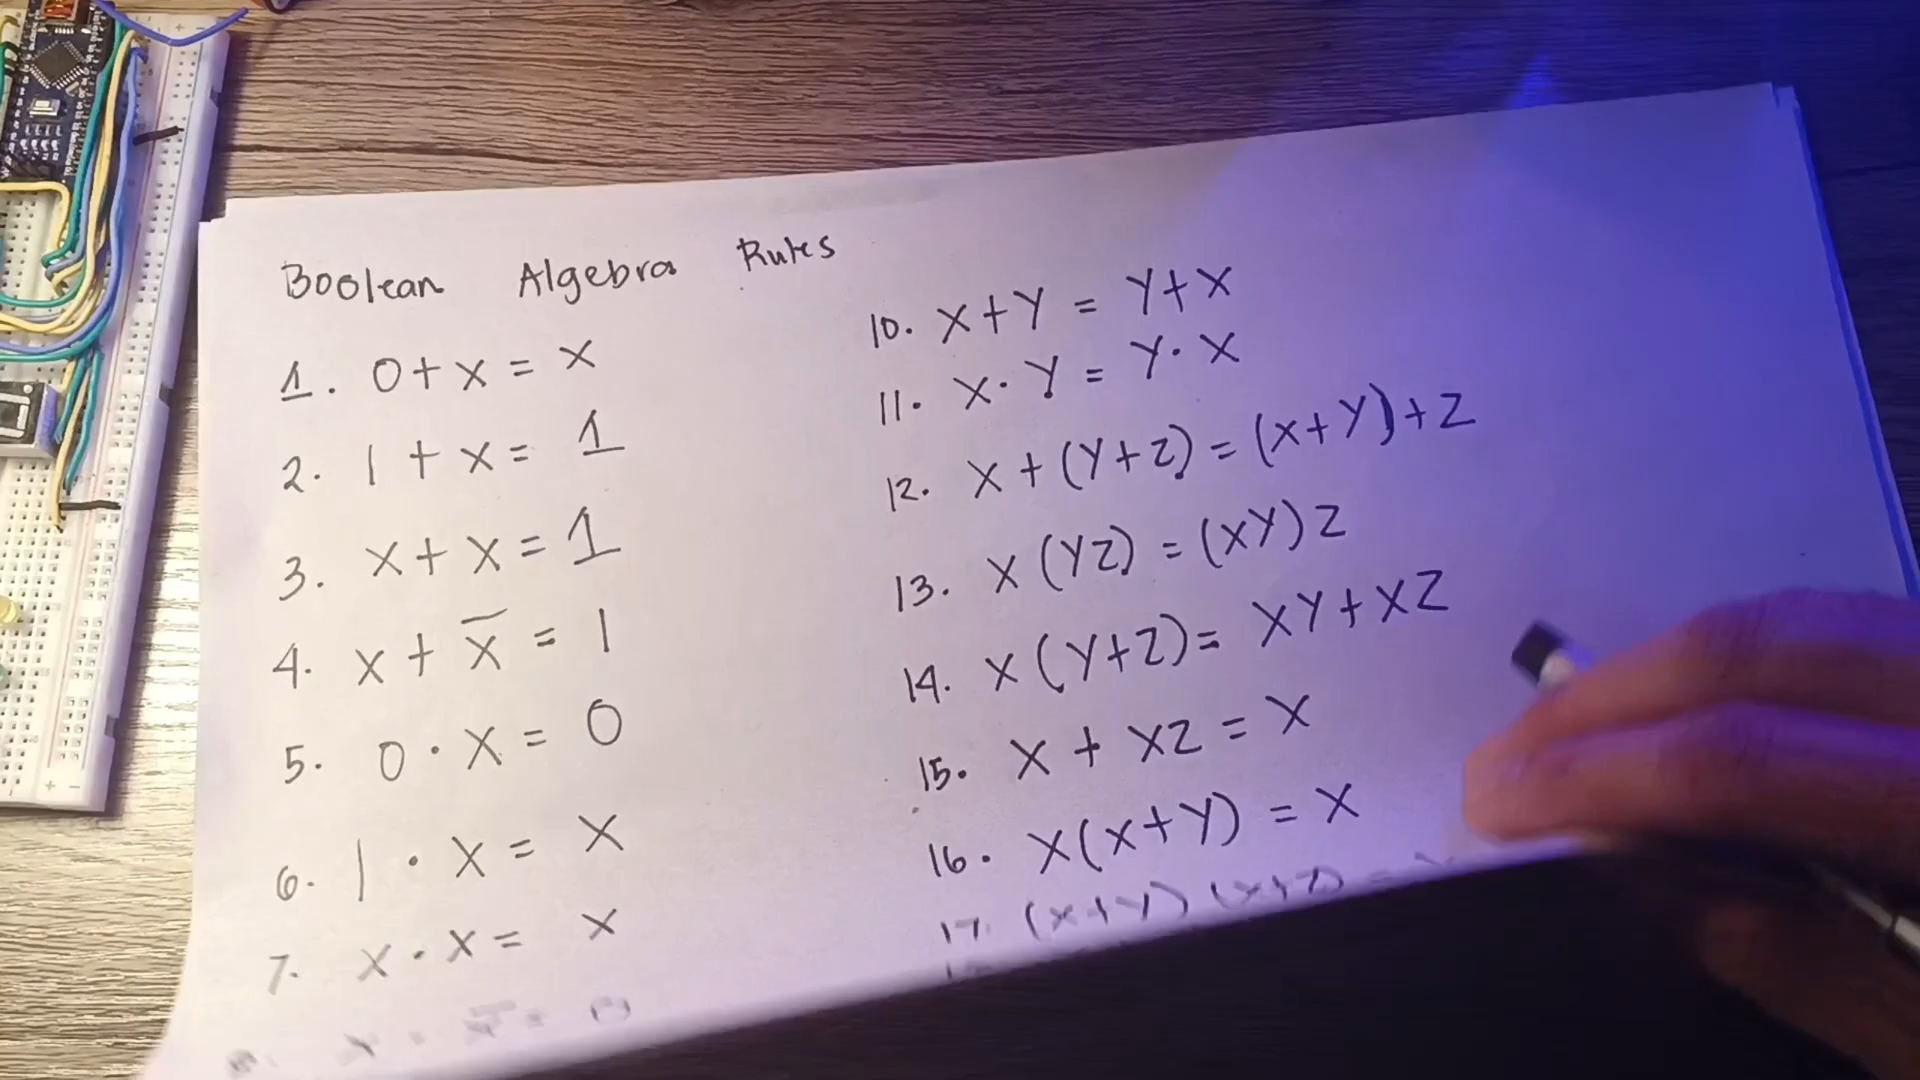 Boolean Algebra Rules
1. 0 + x = x
2. 1 + x = 1
3. x + x = 1
4. x + x̅ = 1
5. 0 · x = 0
6. 1 · x = x
7. x · x = x
10. x + y = y + x
11. x · y = y · x
12. x + (y + z) = (x + y) + z
13. x (yz) = (xy) z
14. x (y + z) = xy + xz
15. x + xz = x
16. x(x + y) = x
17. (x + y) (x + z) =